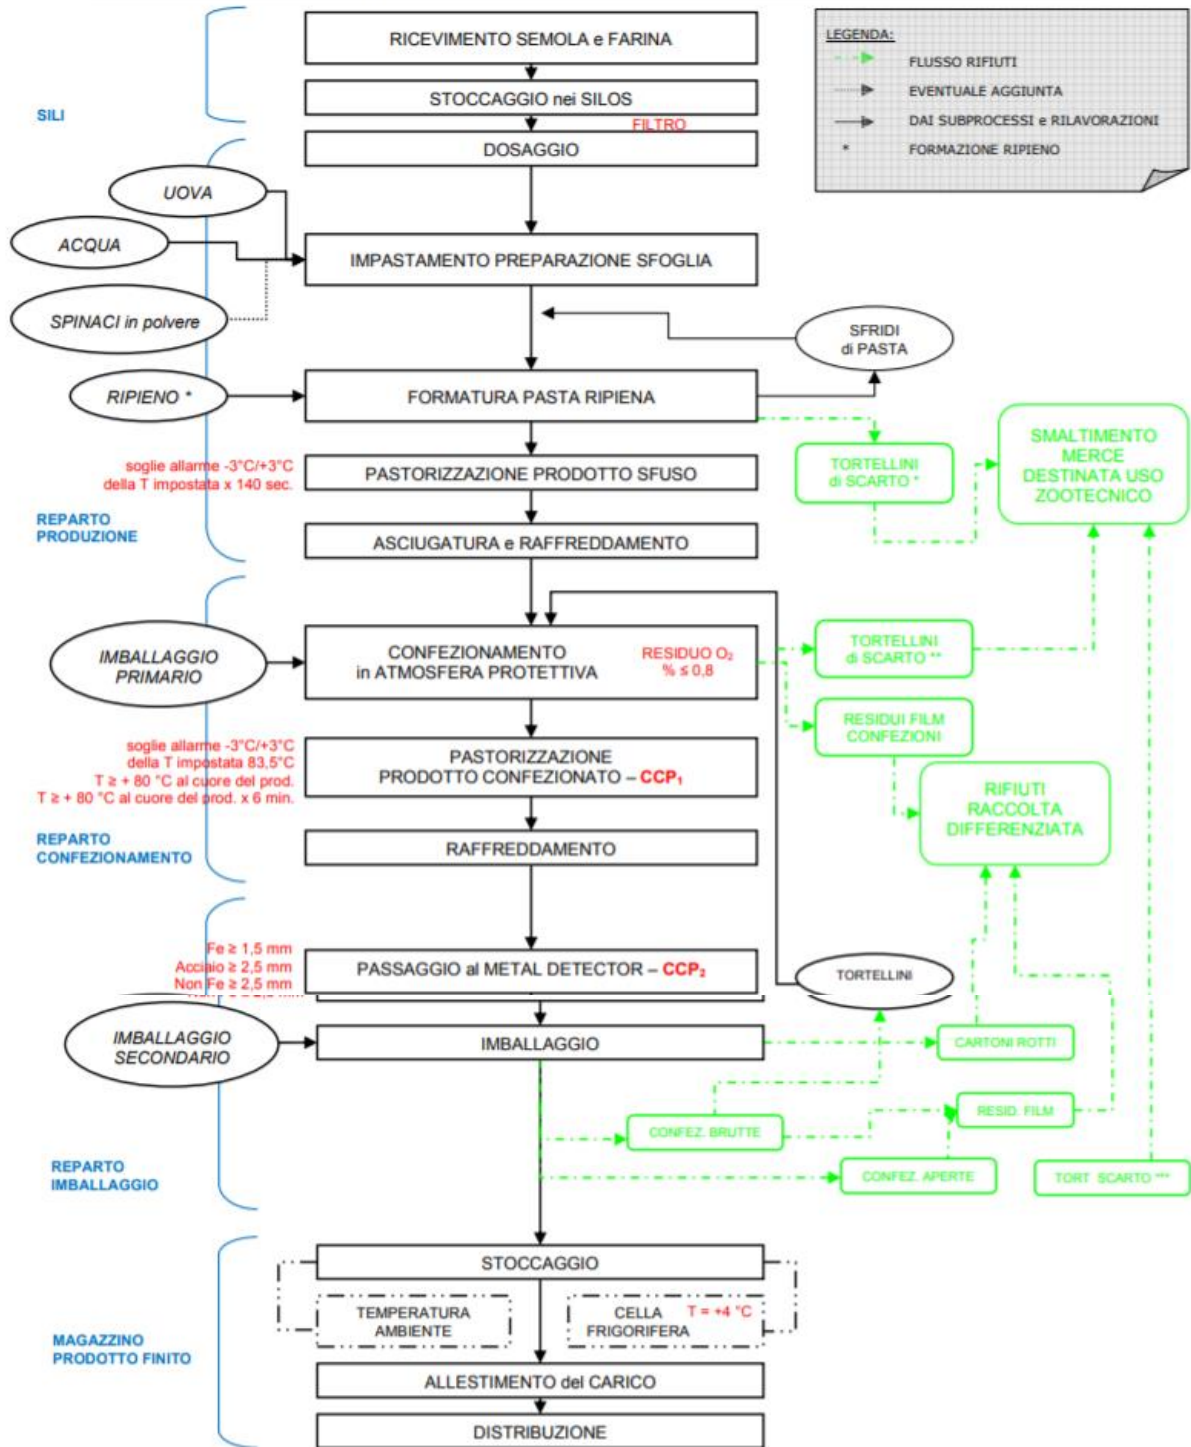 RICEVIMENTO SEMOLA e FARINA
STOCCAGGIO nei SILOS
SILI
FILTRO
DOSAGGIO
LEGENDA:
FLUSSO RIFIUTI
EVENTUALE AGGIUNTA
DAI SUBPROCESSI e RILAVORAZIONI
* FORMAZIONE RIPIENO
UOVA
ACQUA
IMPASTAMENTO PREPARAZIONE SFOGLIA
SPINACI in polvere
SFRIDI
di PASTA
RIPIENO *
FORMATURA PASTA RIPIENA
soglie allarme -3°C/+3°C
della T impostata x 140 sec.
PASTORIZZAZIONE PRODOTTO SFUSO
TORTELLINI
di SCARTO *
SMALTIMENTO
MERCE
DESTINATA USO
ZOOTECNICO
REPARTO
PRODUZIONE
ASCIUGATURA e RAFFREDDAMENTO
IMBALLAGGIO
PRIMARIO
CONFEZIONAMENTO
in ATMOSFERA PROTETTIVA
RESIDUO O₂
% ≤ 0,8
TORTELLINI
di SCARTO **
RESIDUI FILM
CONFEZIONI
soglie allarme -3°C/+3°C
della T impostata 83,5°C
T ≥ + 80 °C al cuore del prod.
T ≥ + 80 °C al cuore del prod. x 6 min.
PASTORIZZAZIONE
PRODOTTO CONFEZIONATO – CCP₁
RIFIUTI
RACCOLTA
DIFFERENZIATA
REPARTO
CONFEZIONAMENTO
RAFFREDDAMENTO
Fe ≥ 1,5 mm
Acciaio ≥ 2,5 mm
Non Fe ≥ 2,5 mm
PASSAGGIO al METAL DETECTOR – CCP₂
TORTELLINI
IMBALLAGGIO
SECONDARIO
IMBALLAGGIO
CARTONI ROTTI
CONFEZ. BRUTTE
RESID. FILM
CONFEZ. APERTE
TORT SCARTO ***
REPARTO
IMBALLAGGIO
STOCCAGGIO
TEMPERATURA
AMBIENTE
CELLA
FRIGORIFERA
T = +4 °C
MAGAZZINO
PRODOTTO FINITO
ALLESTIMENTO del CARICO
DISTRIBUZIONE